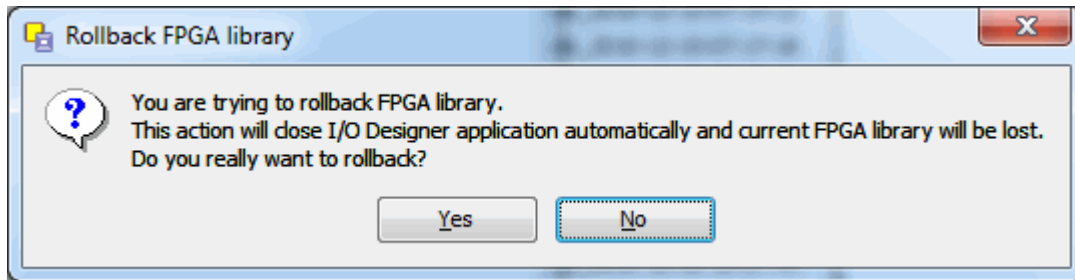 Rollback FPGA library
You are trying to rollback FPGA library.
This action will close I/O Designer application automatically and current FPGA library will be lost.
Do you really want to rollback?
Yes
No